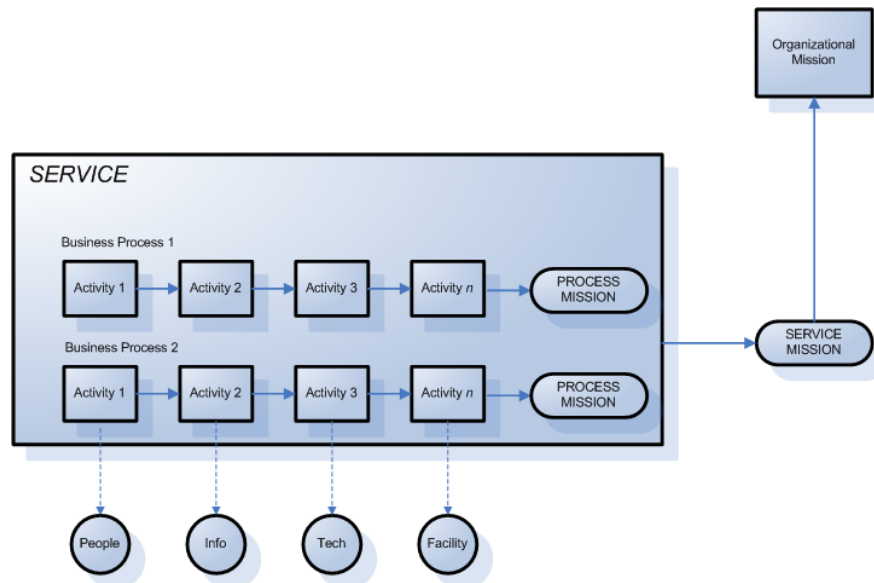 Organizational
Mission
SERVICE
Business Process 1
Activity 1
Activity 2
Activity 3
Activity n
PROCESS
MISSION
SERVICE
MISSION
Business Process 2
Activity 1
Activity 2
Activity 3
Activity n
PROCESS
MISSION
People
Info
Tech
Facility